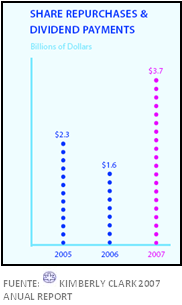 SHARE REPURCHASES &
DIVIDEND PAYMENTS
Billions of Dollars
$3.7
$2.3
$1.6
2005 2006 2007
FUENTE: KIMBERLY CLARK 2007
ANUAL REPORT